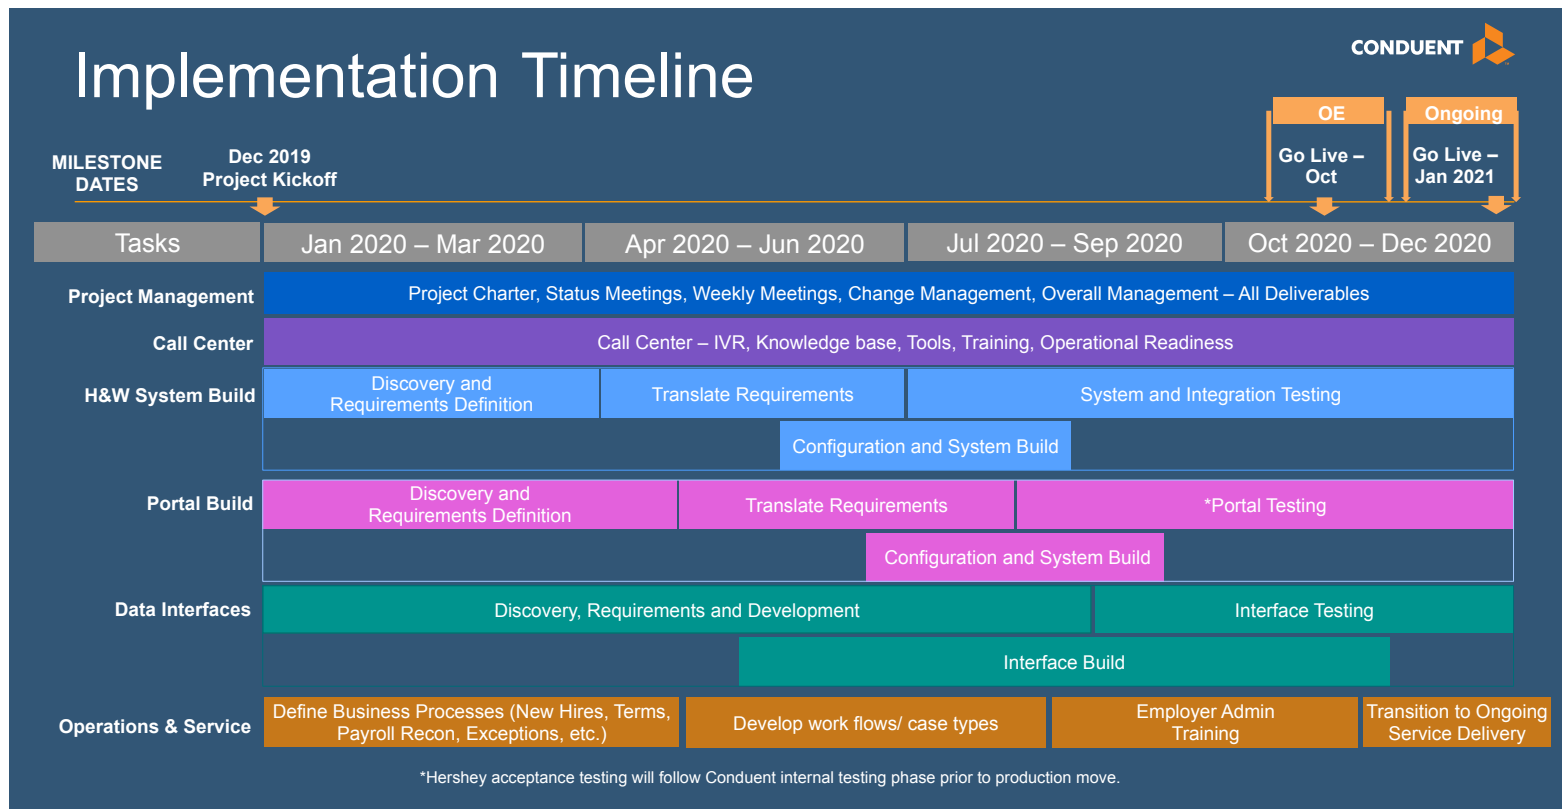 Implementation Timeline
CONDUENT
OE
Ongoing
MILESTONE
DATES
Dec 2019
Project Kickoff
Go Live –
Oct
Go Live –
Jan 2021
Tasks
Jan 2020 – Mar 2020
Apr 2020 – Jun 2020
Jul 2020 – Sep 2020
Oct 2020 – Dec 2020
Project Management
Project Charter, Status Meetings, Weekly Meetings, Change Management, Overall Management – All Deliverables
Call Center
Call Center – IVR, Knowledge base, Tools, Training, Operational Readiness
H&W System Build
Discovery and
Requirements Definition
Translate Requirements
System and Integration Testing
Configuration and System Build
Portal Build
Discovery and
Requirements Definition
Translate Requirements
*Portal Testing
Configuration and System Build
Data Interfaces
Discovery, Requirements and Development
Interface Testing
Interface Build
Operations & Service
Define Business Processes (New Hires, Terms,
Payroll Recon, Exceptions, etc.)
Develop work flows/ case types
Employer Admin
Training
Transition to Ongoing
Service Delivery
*Hershey acceptance testing will follow Conduent internal testing phase prior to production move.